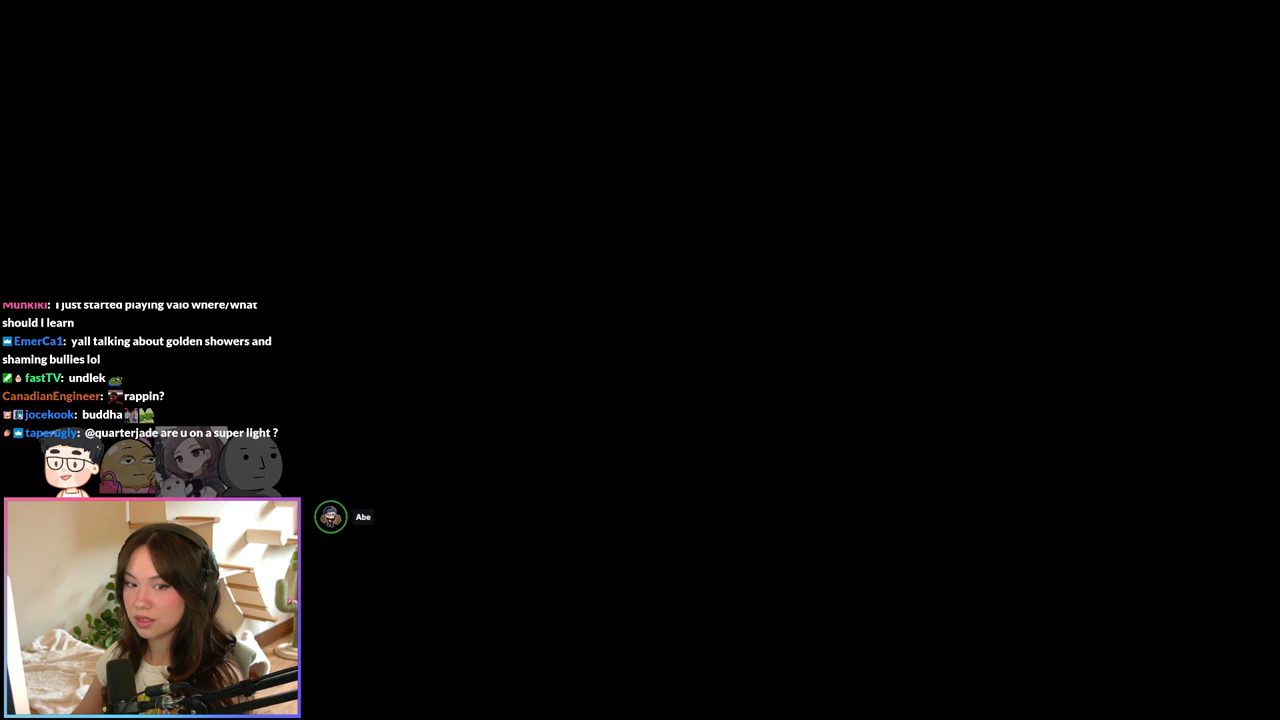 Munkiki: I just started playing valo where/what
should I learn
EmerCa1: yall talking about golden showers and
shaming bullies lol
fastTV: undlek
CanadianEngineer: rappin?
jocekook: buddha
taperugly: @quarterjade are u on a super light ?
Abe